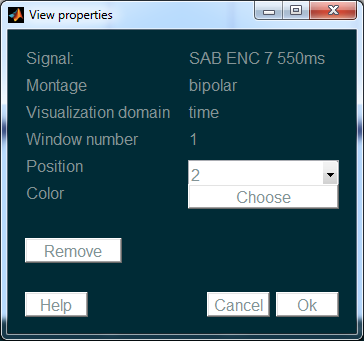 View properties
Signal: SAB ENC 7 550ms
Montage bipolar
Visualization domain time
Window number 1
Position 2
Color Choose
Remove
Help Cancel Ok